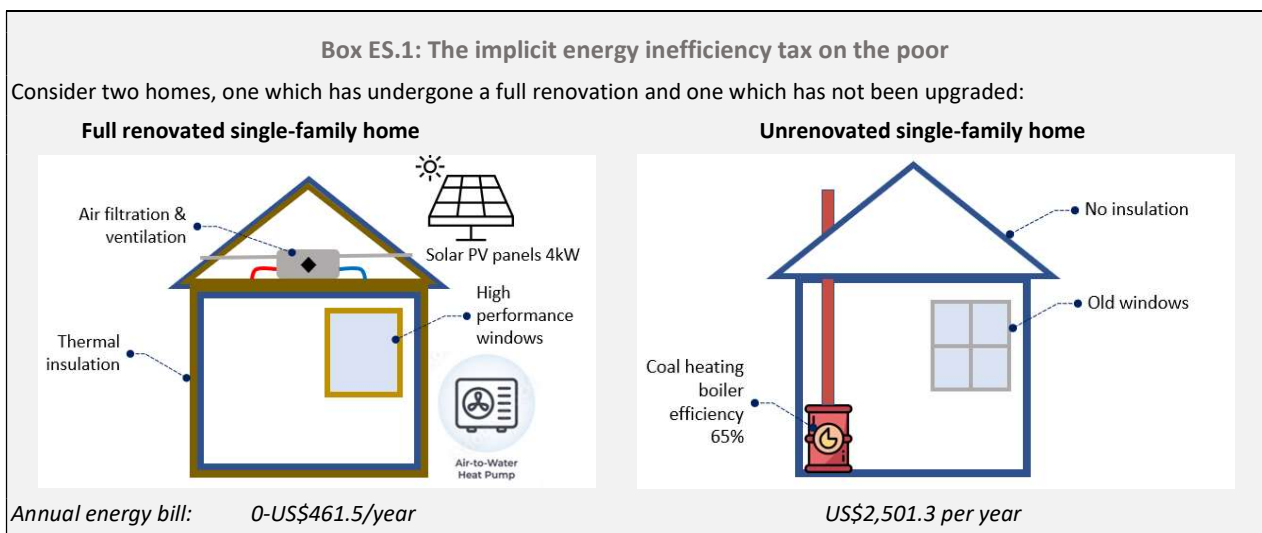 Box ES.1: The implicit energy inefficiency tax on the poor
Consider two homes, one which has undergone a full renovation and one which has not been upgraded:
Full renovated single-family home
Air filtration &
ventilation
Solar PV panels 4kW
High
performance
windows
Thermal
insulation
Air-to-Water
Heat Pump
Unrenovated single-family home
No insulation
Old windows
Coal heating
boiler
efficiency
65%
Annual energy bill: 0-US$461.5/year US$2,501.3 per year